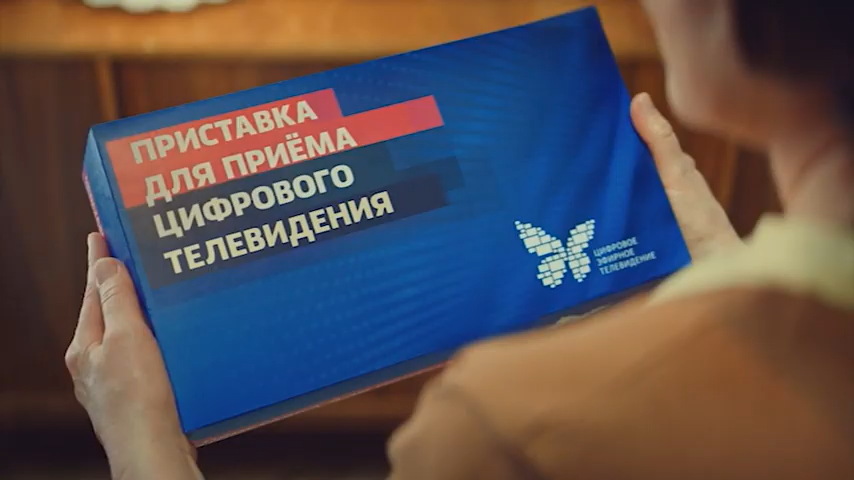 ПРИСТАВКА
ДЛЯ ПРИЁМА
ЦИФРОВОГО
ТЕЛЕВИДЕНИЯ
ЦИФРОВОЕ
ЭФИРНОЕ
ТЕЛЕВИДЕНИЕ